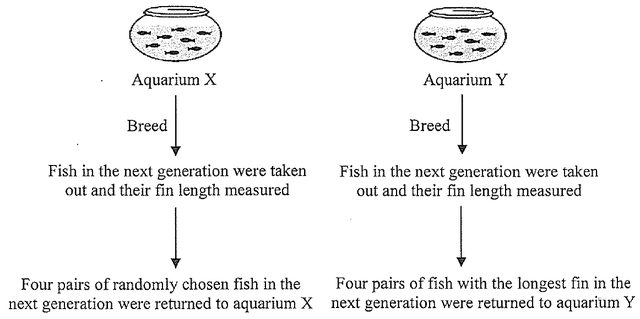 Aquarium X
Aquarium Y
Breed
Breed
Fish in the next generation were taken
out and their fin length measured
Fish in the next generation were taken
out and their fin length measured
Four pairs of randomly chosen fish in the
next generation were returned to aquarium X
Four pairs of fish with the longest fin in the
next generation were returned to aquarium Y